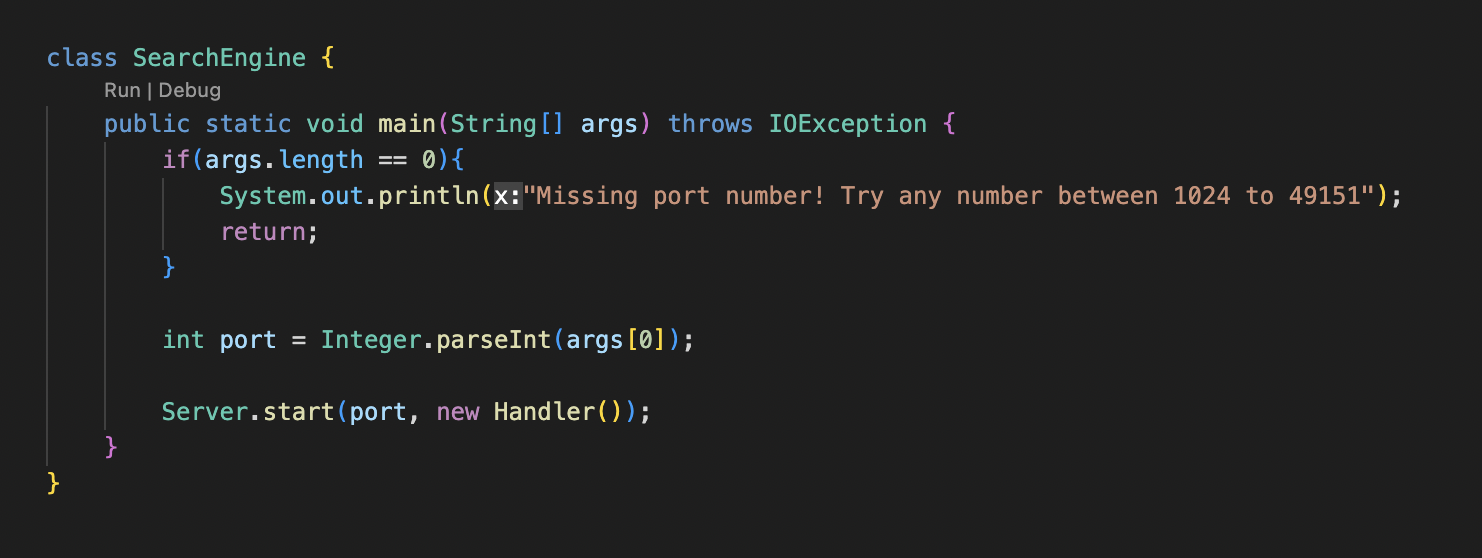 class SearchEngine {
Run | Debug
public static void main(String[] args) throws IOException {
if(args.length == 0){
System.out.println(x:"Missing port number! Try any number between 1024 to 49151");
return;
}
int port = Integer.parseInt(args[0]);
Server.start(port, new Handler());
}
}